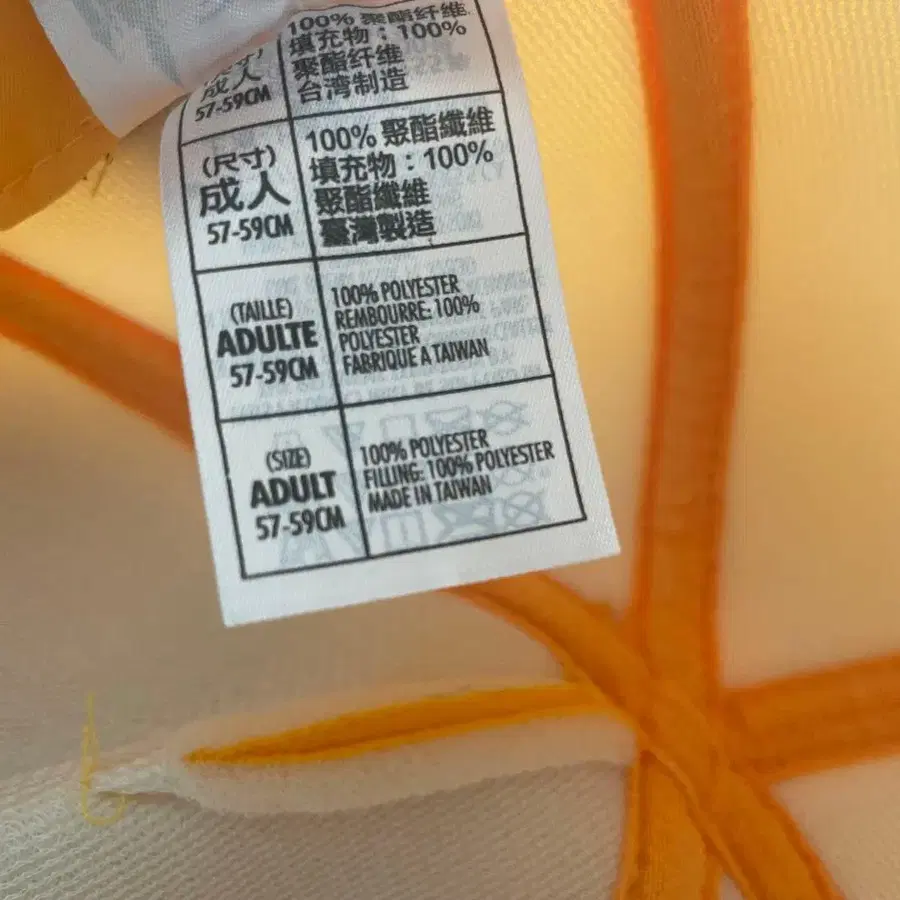 成人
57-59CM
100% 聚酯纤维
填充物：100%
聚酯纤维
台湾制造
(尺寸)
成人
57-59CM
100% 聚酯纖維
填充物：100%
聚酯纖維
臺灣製造
(TAILLE)
ADULTE
57-59CM
100% POLYESTER
REMBOURRE: 100%
POLYESTER
FABRIQUE A TAIWAN
(SIZE)
ADULT
57-59CM
100% POLYESTER
FILLING: 100% POLYESTER
MADE IN TAIWAN